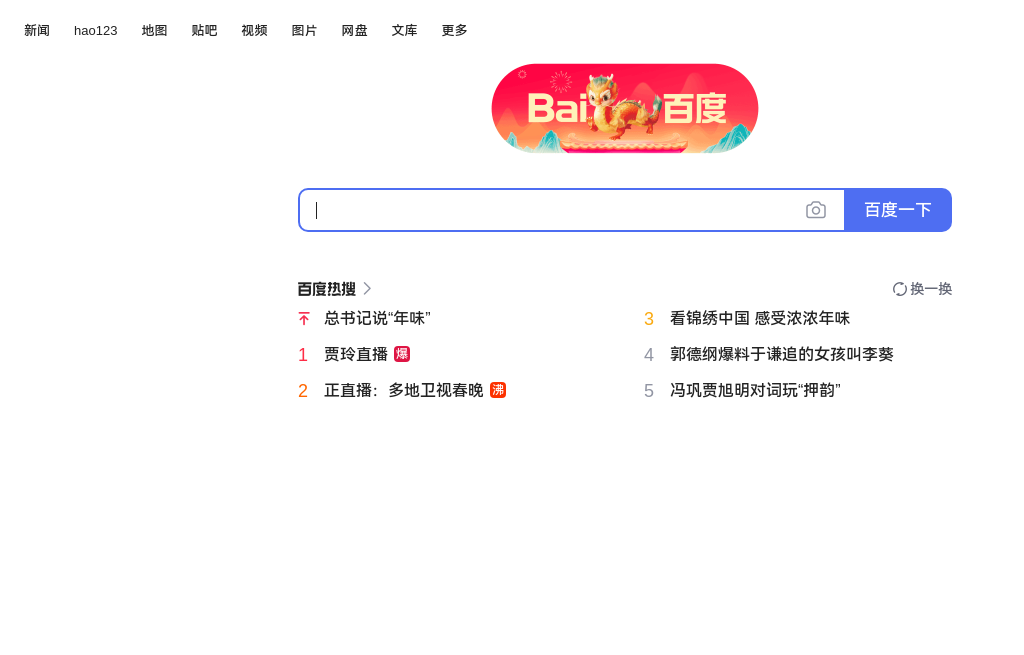 新闻 hao123 地图 贴吧 视频 图片 网盘 文库 更多
Bai 百度
百度一下
百度热搜 换一换
总书记说“年味”
1 贾玲直播 爆
2 正直播：多地卫视春晚 沸
3 看锦绣中国 感受浓浓年味
4 郭德纲爆料于谦追的女孩叫李葵
5 冯巩贾旭明对词玩“押韵”